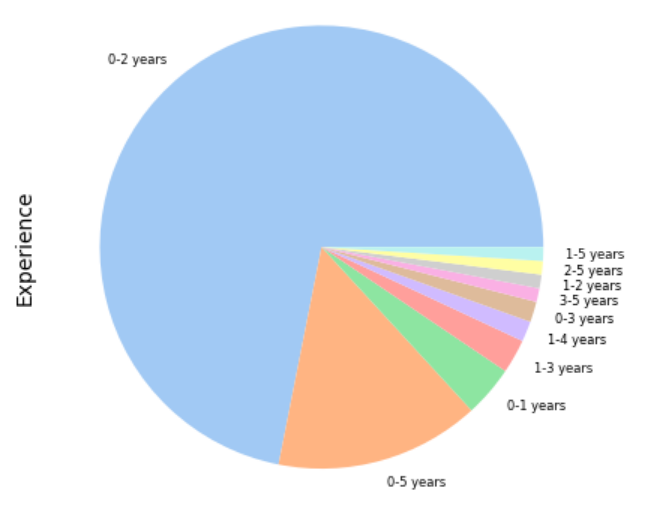 0-2 years
Experience
1-5 years
2-5 years
1-2 years
3-5 years
0-3 years
1-4 years
1-3 years
0-1 years
0-5 years